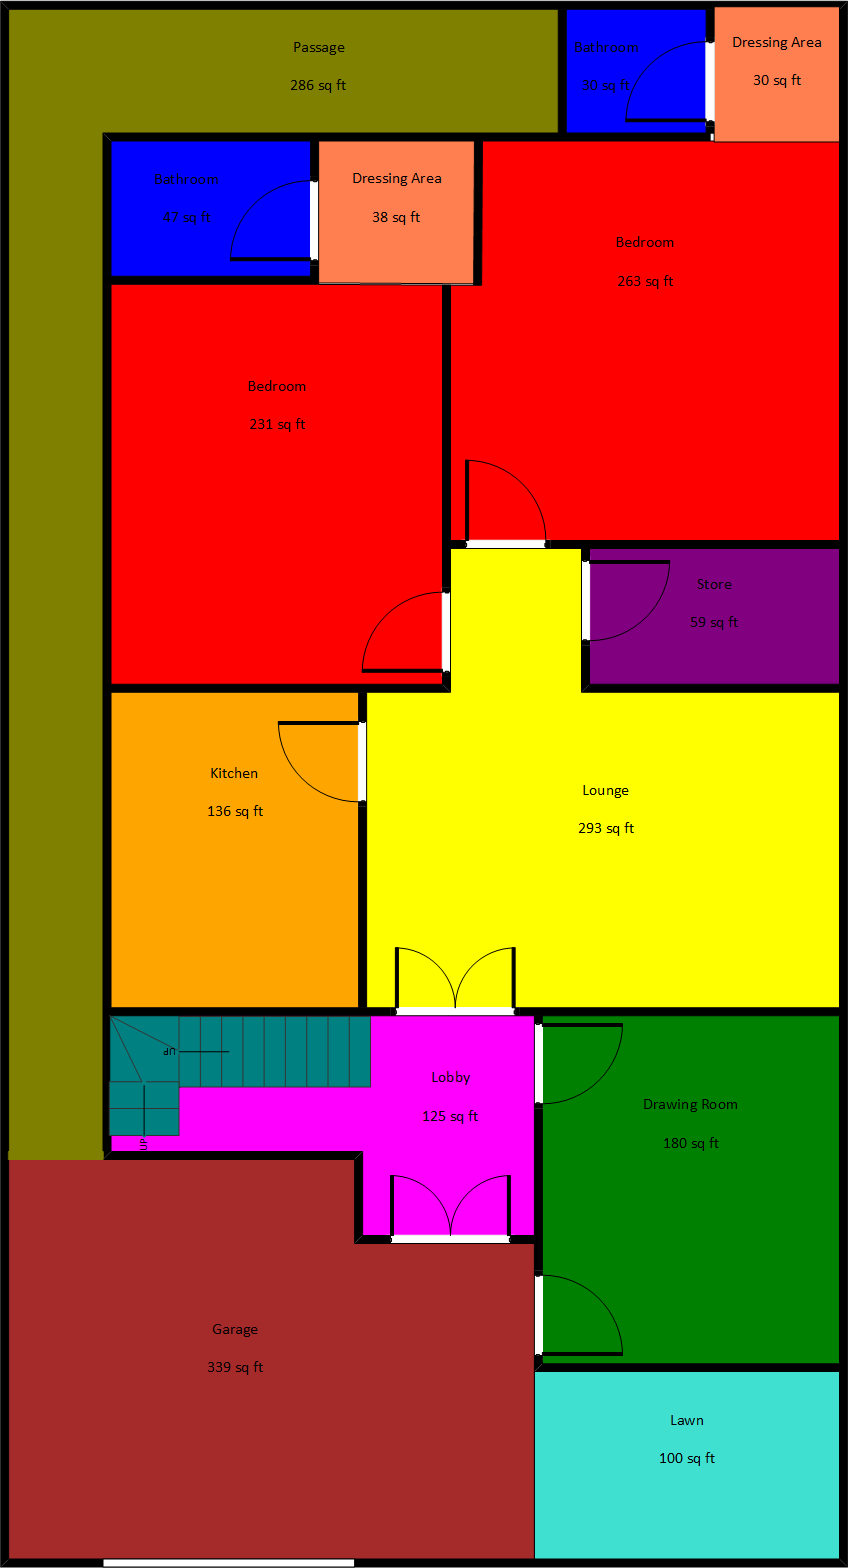 Passage
286 sq ft
Bathroom
30 sq ft
Dressing Area
30 sq ft
Bathroom
47 sq ft
Dressing Area
38 sq ft
Bedroom
263 sq ft
Bedroom
231 sq ft
Store
59 sq ft
Kitchen
136 sq ft
Lounge
293 sq ft
UP
Lobby
125 sq ft
UP
Drawing Room
180 sq ft
Garage
339 sq ft
Lawn
100 sq ft